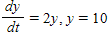 dy/dt = 2y, y = 10